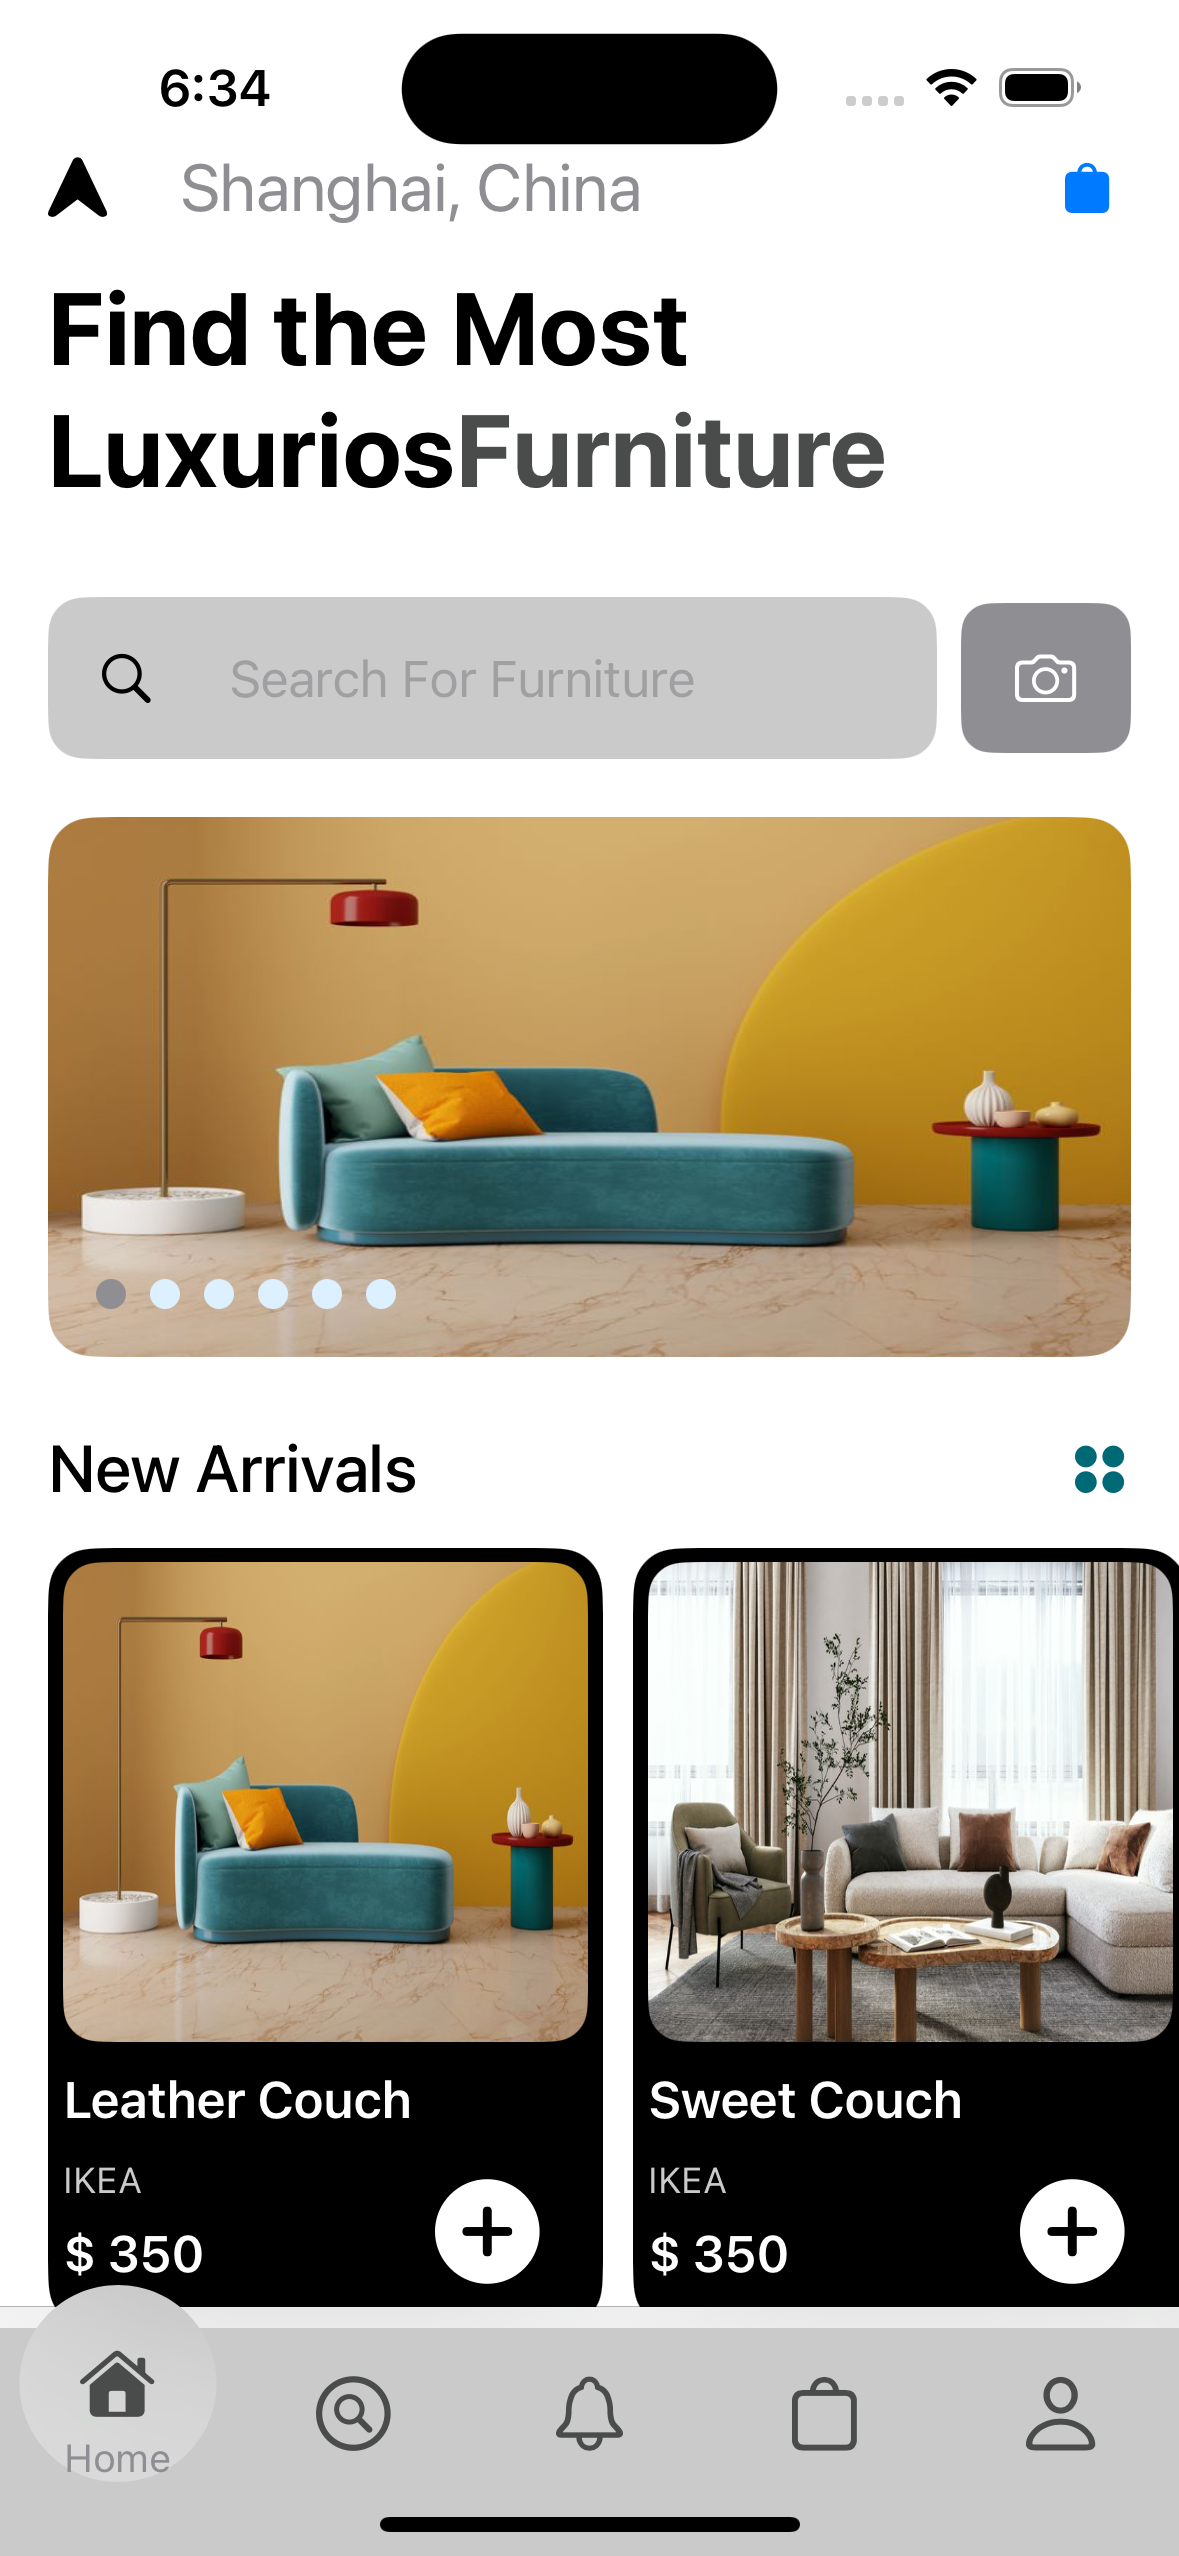 6:34
Shanghai, China
Find the Most
LuxuriosFurniture
Search For Furniture
New Arrivals
Leather Couch
IKEA
$ 350
Sweet Couch
IKEA
$ 350
Home